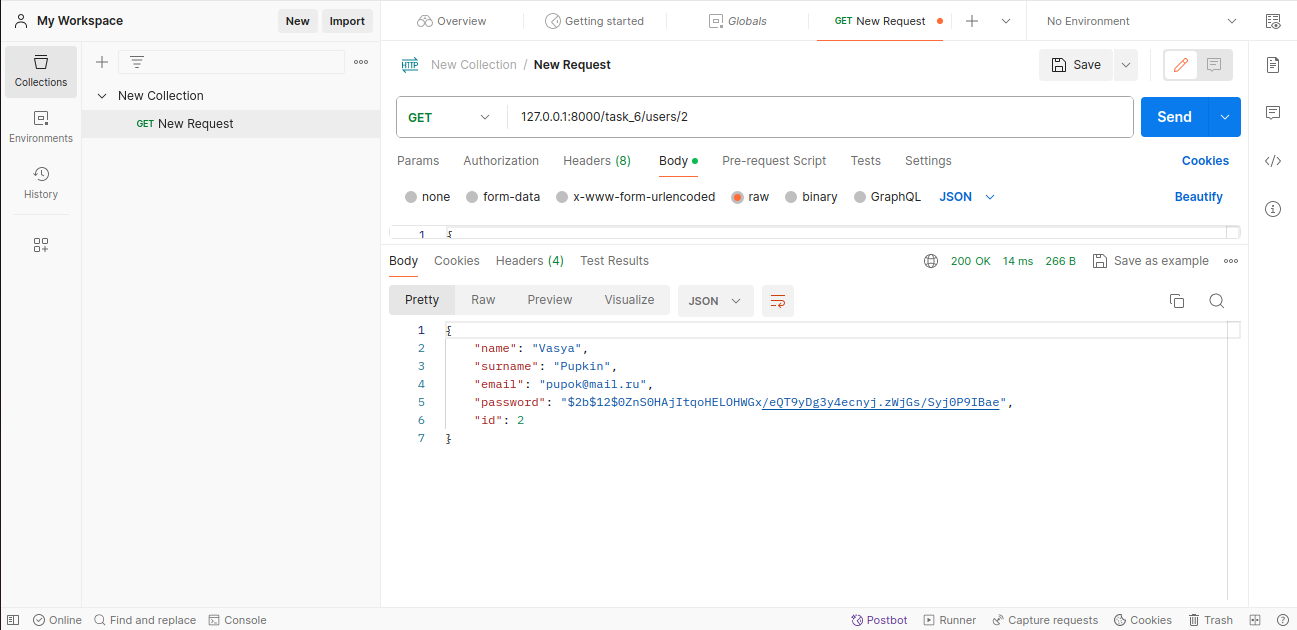 My Workspace New Import Overview Getting started Globals GET New Request No Environment
Collections
Environments
History
New Collection
GET New Request
HTTP New Collection / New Request Save
GET 127.0.0.1:8000/task_6/users/2 Send
Params Authorization Headers (8) Body Pre-request Script Tests Settings Cookies
none form-data x-www-form-urlencoded raw binary GraphQL JSON Beautify
1 {
Body Cookies Headers (4) Test Results 200 OK 14 ms 266 B Save as example
Pretty Raw Preview Visualize JSON
1 {
2 "name": "Vasya",
3 "surname": "Pupkin",
4 "email": "pupok@mail.ru",
5 "password": "$2b$12$0ZnS0HAjItqoHELOHWGx/eQT9yDg3y4ecnyj.zWjGs/Syj0P9IBae",
6 "id": 2
7 }
Online Find and replace Console Postbot Runner Capture requests Cookies Trash